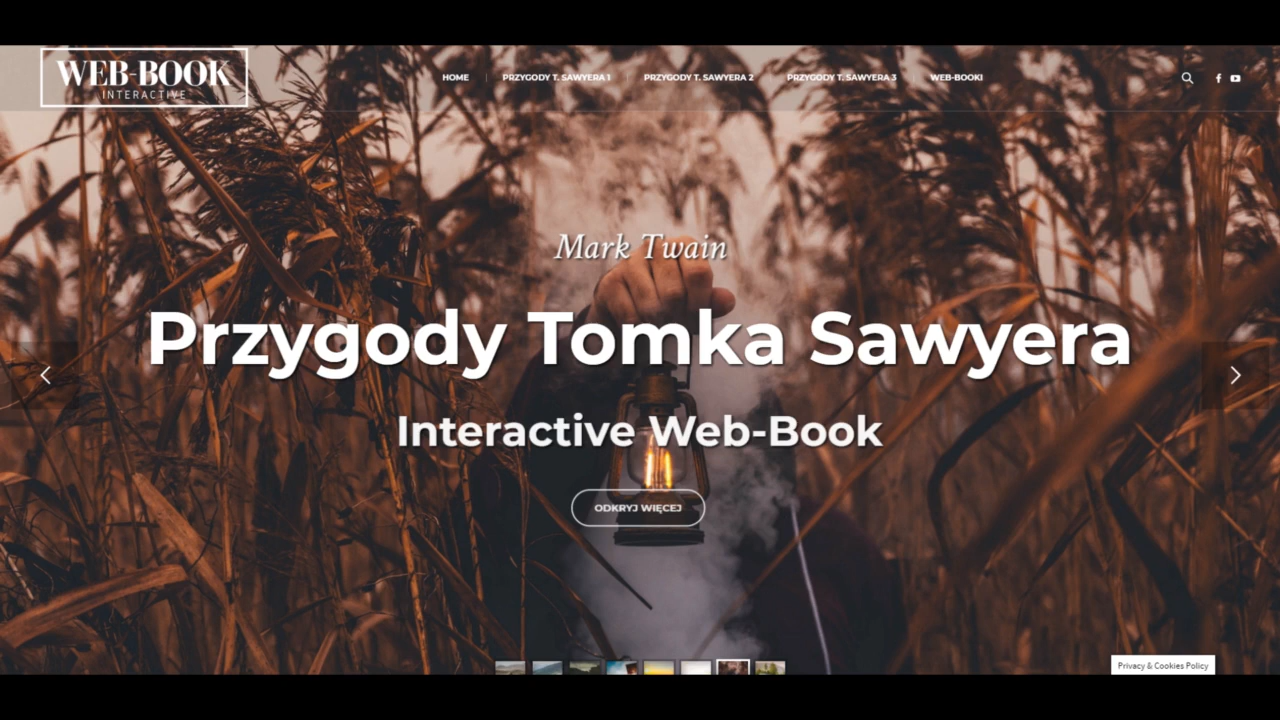 WEB-BOOK
INTERACTIVE
HOME
PRZYGODY T. SAWYERA 1
PRZYGODY T. SAWYERA 2
PRZYGODY T. SAWYERA 3
WEB-BOOKI
Mark Twain
Przygody Tomka Sawyera
Interactive Web-Book
ODKRYJ WIĘCEJ
Privacy & Cookies Policy